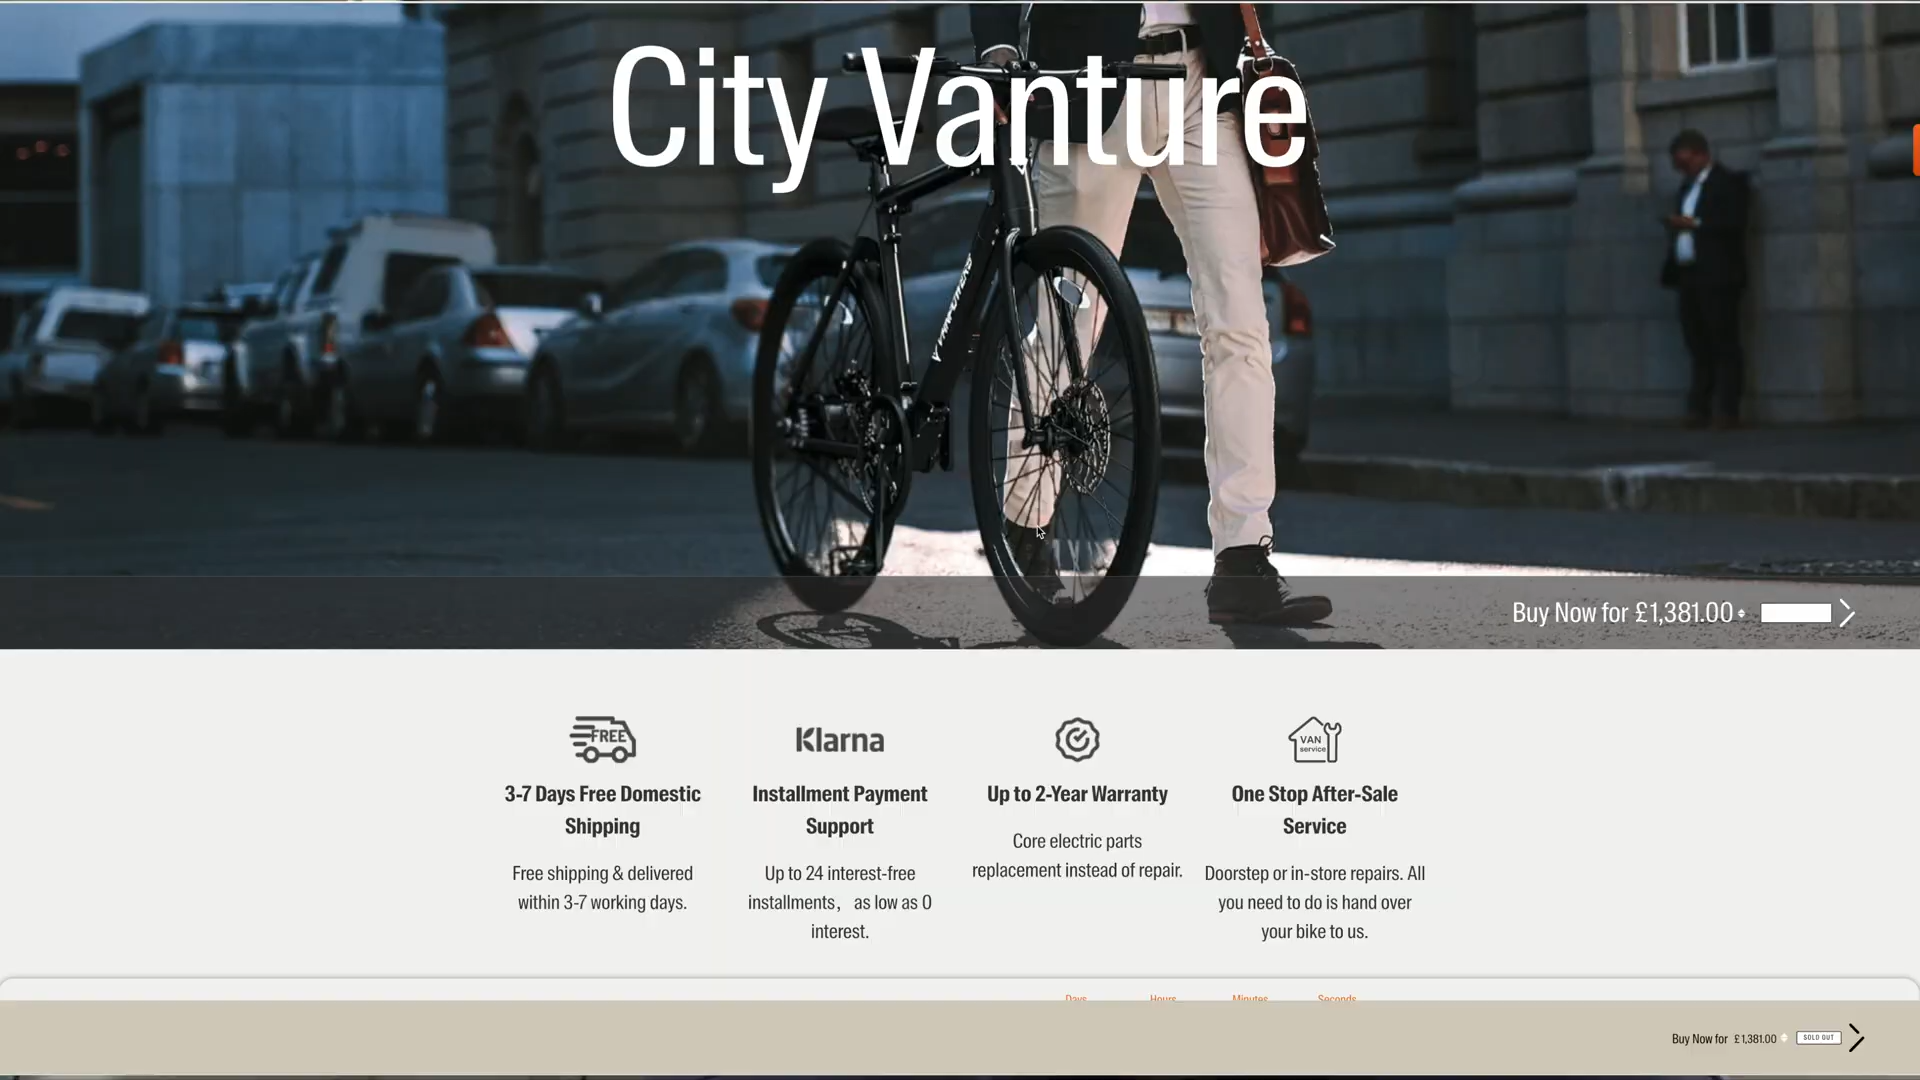 City Vanture
VANPOWERS
Buy Now for £1,381.00
FREE
Klarna
VAN
service
3-7 Days Free Domestic
Shipping
Installment Payment
Support
Up to 2-Year Warranty
One Stop After-Sale
Service
Free shipping & delivered
within 3-7 working days.
Up to 24 interest-free
installments， as low as 0
interest.
Core electric parts
replacement instead of repair.
Doorstep or in-store repairs. All
you need to do is hand over
your bike to us.
Days Hours Minutes Seconds
Buy Now for £1,381.00 SOLD OUT